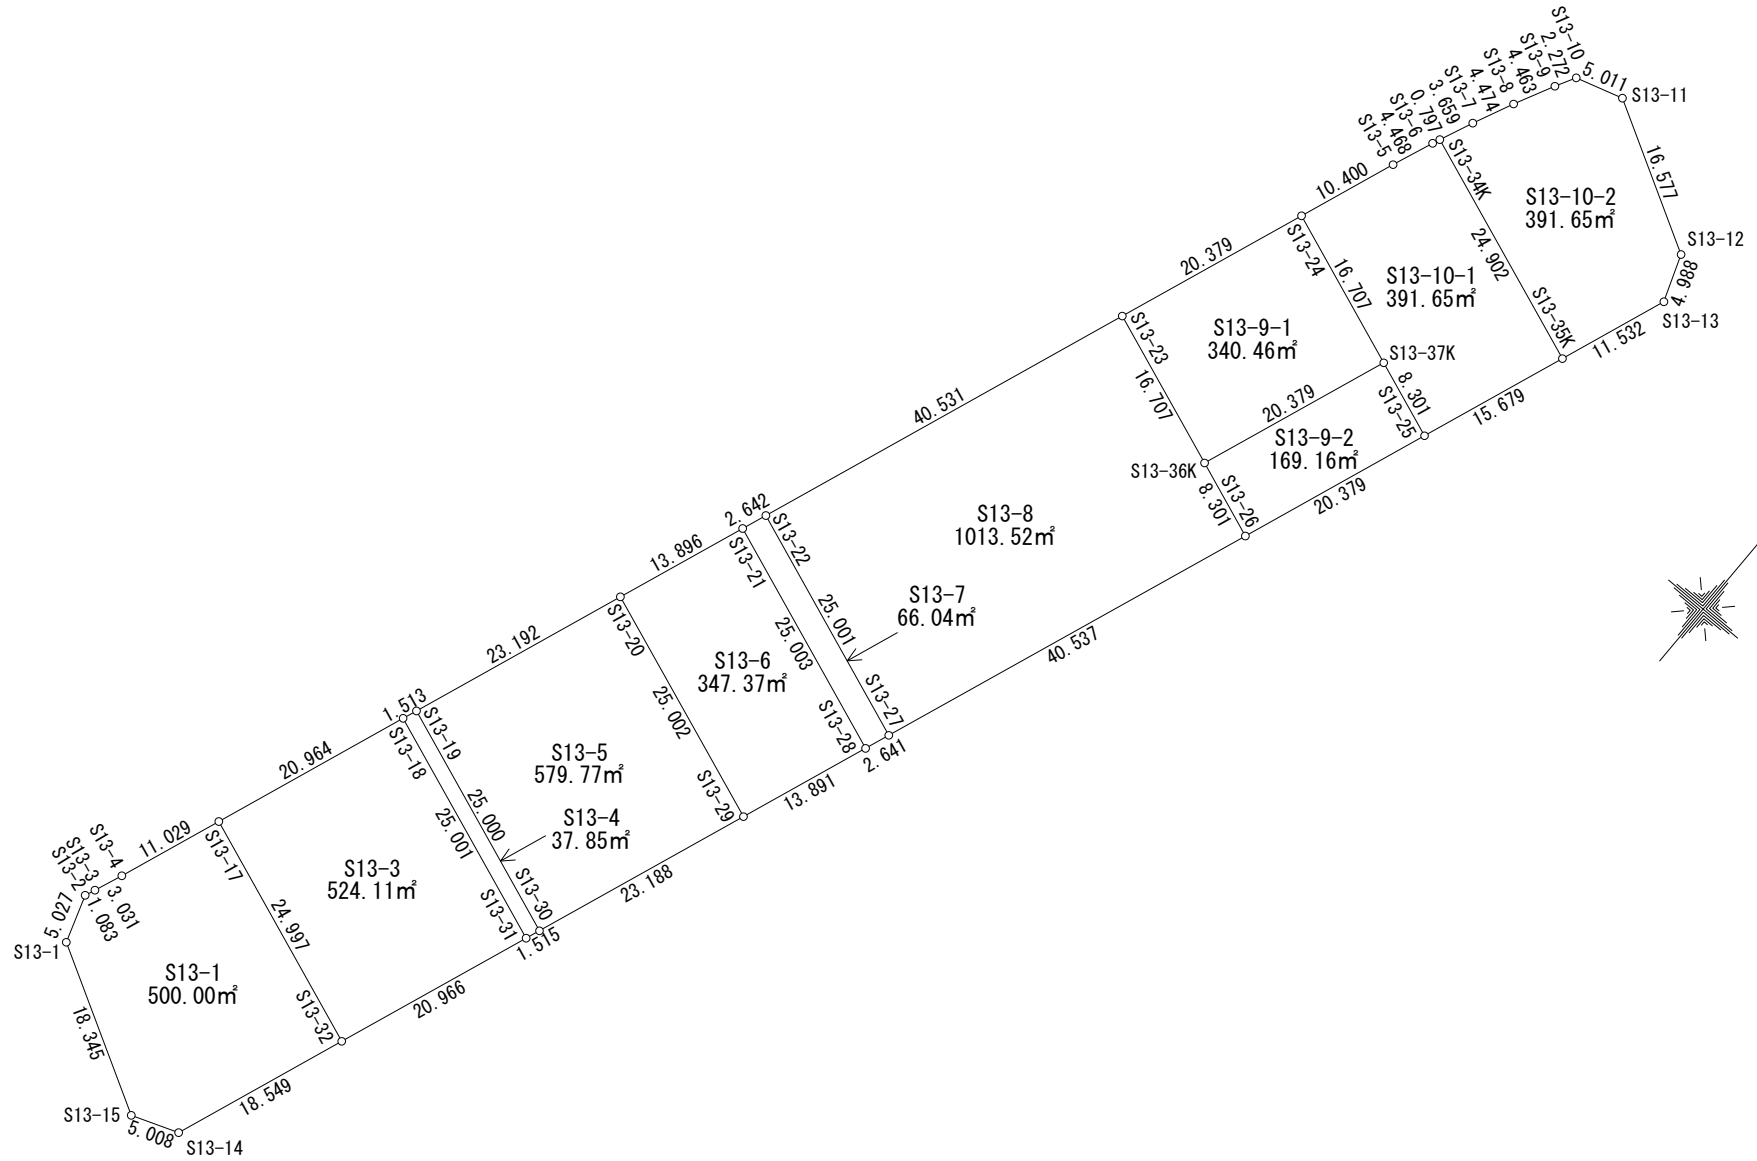 S13-10
2.272
S13-9
4.463
S13-8
4.474
S13-7
3.659
0.797
S13-6
4.468
S13-5
5.011
S13-11
16.577
S13-34K
10.400
S13-10-2
391.65㎡
S13-12
4.988
S13-13
24.902
S13-35K
11.532
S13-24
16.707
S13-10-1
391.65㎡
20.379
S13-23
S13-9-1
340.46㎡
S13-37K
8.301
S13-25
15.679
16.707
20.379
40.531
S13-9-2
169.16㎡
S13-36K
S13-26
8.301
20.379
2.642
S13-22
S13-8
1013.52㎡
13.896
S13-21
S13-7
66.04㎡
25.001
40.537
23.192
S13-20
25.003
S13-6
347.37㎡
S13-27
S13-28
2.641
25.002
1.513
S13-19
S13-18
20.964
S13-5
579.77㎡
S13-29
13.891
25.000
S13-4
37.85㎡
25.001
S13-4
S13-3
S13-2
11.029
S13-17
3.031
1.083
5.027
S13-1
S13-3
524.11㎡
23.188
S13-30
S13-31
1.515
24.997
S13-1
500.00㎡
S13-32
20.966
18.345
18.549
S13-15
5.008
S13-14